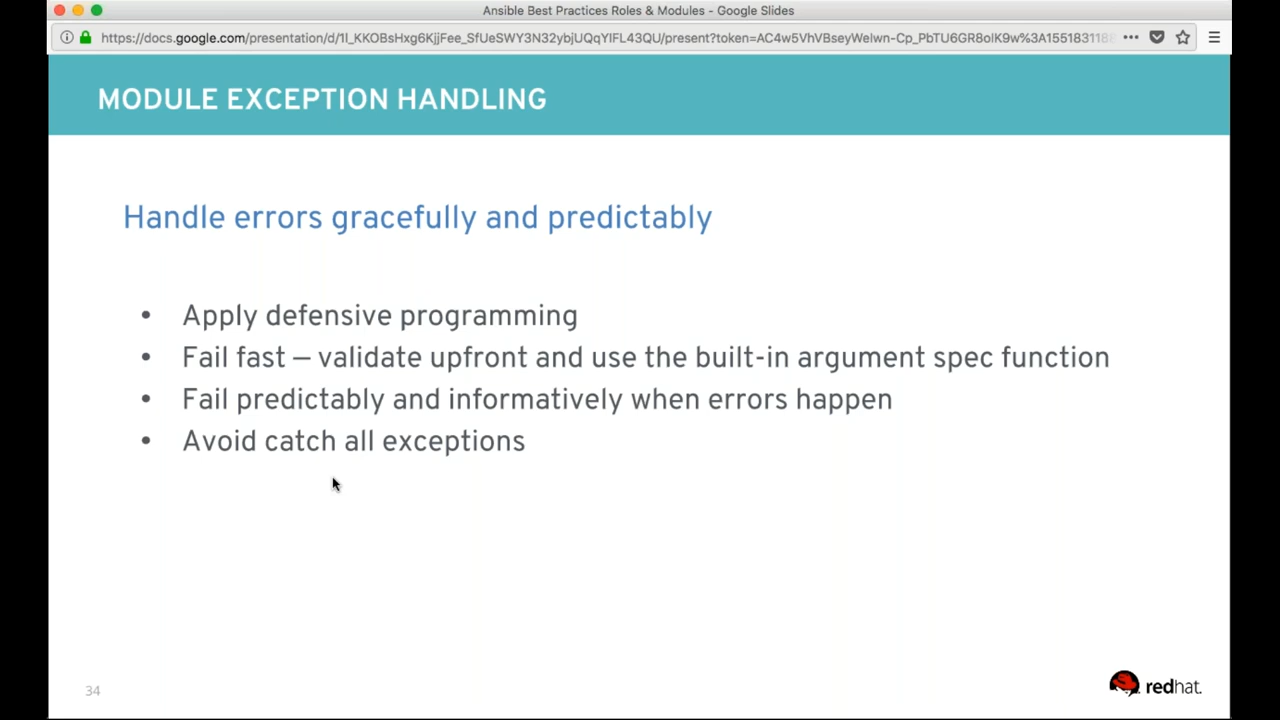 Ansible Best Practices Roles & Modules - Google Slides
MODULE EXCEPTION HANDLING
Handle errors gracefully and predictably
• Apply defensive programming
• Fail fast – validate upfront and use the built-in argument spec function
• Fail predictably and informatively when errors happen
• Avoid catch all exceptions
34
redhat.